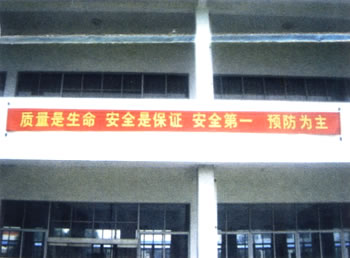 质量是生命 安全是保证 安全第一 预防为主